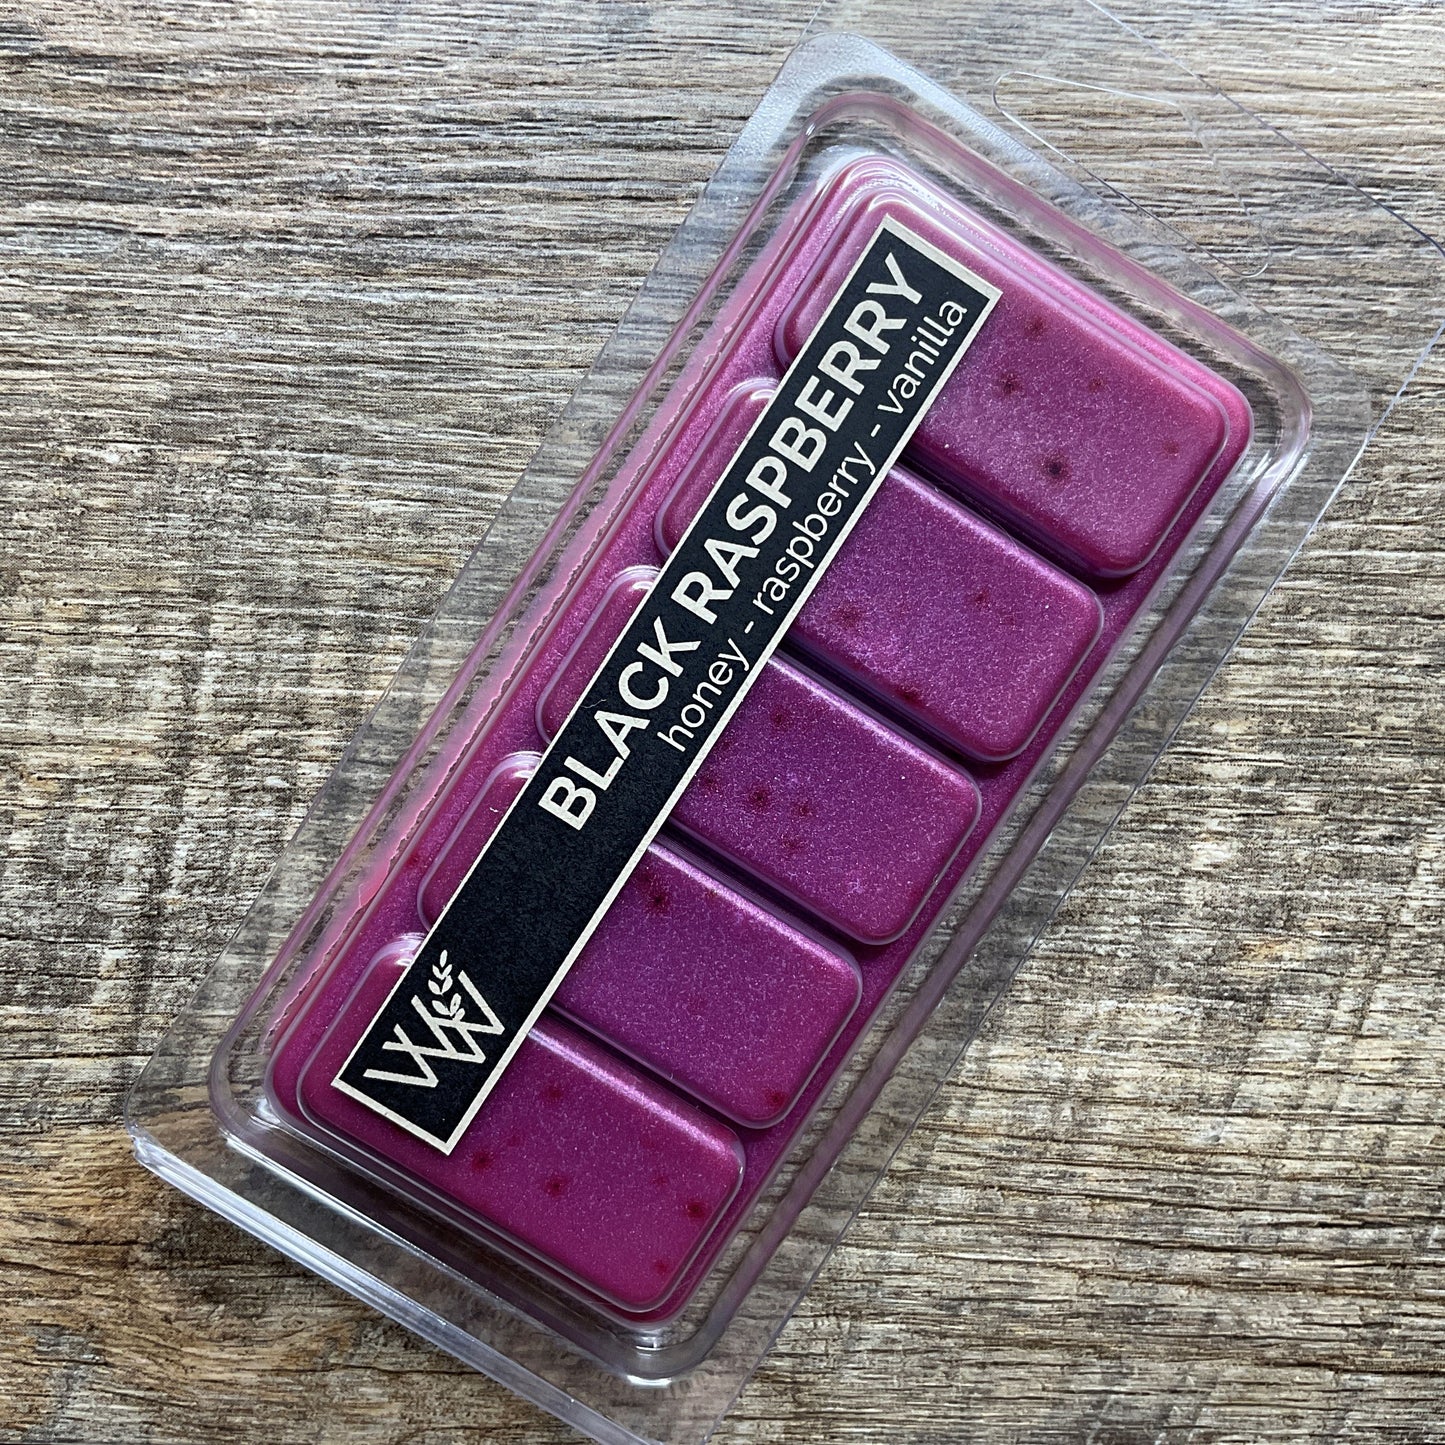 BLACK RASPBERRY
honey - raspberry - vanilla
W